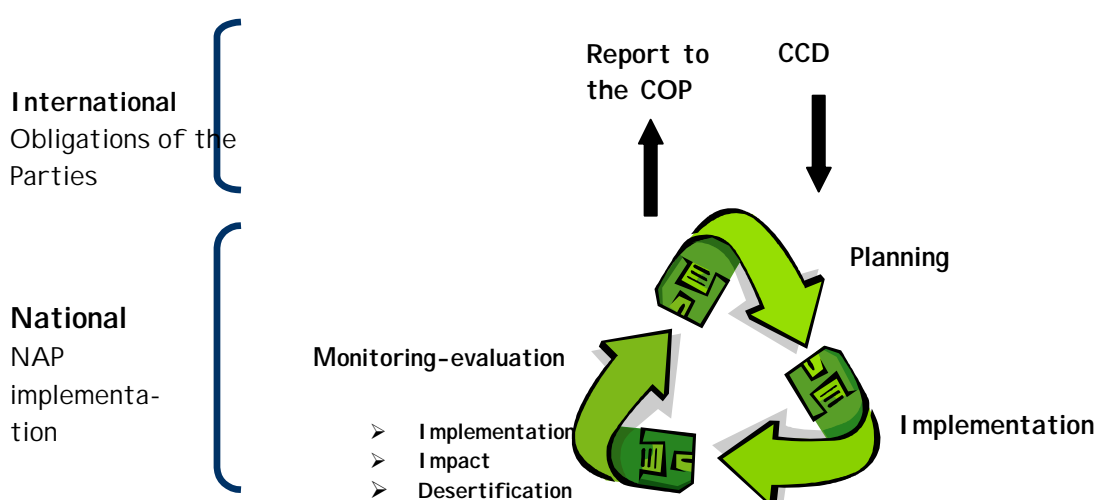 International
Obligations of the
Parties
Report to
the COP
CCD
National
NAP
implementa-
tion
Planning
Monitoring-evaluation
➢ Implementation
➢ Impact
➢ Desertification
Implementation